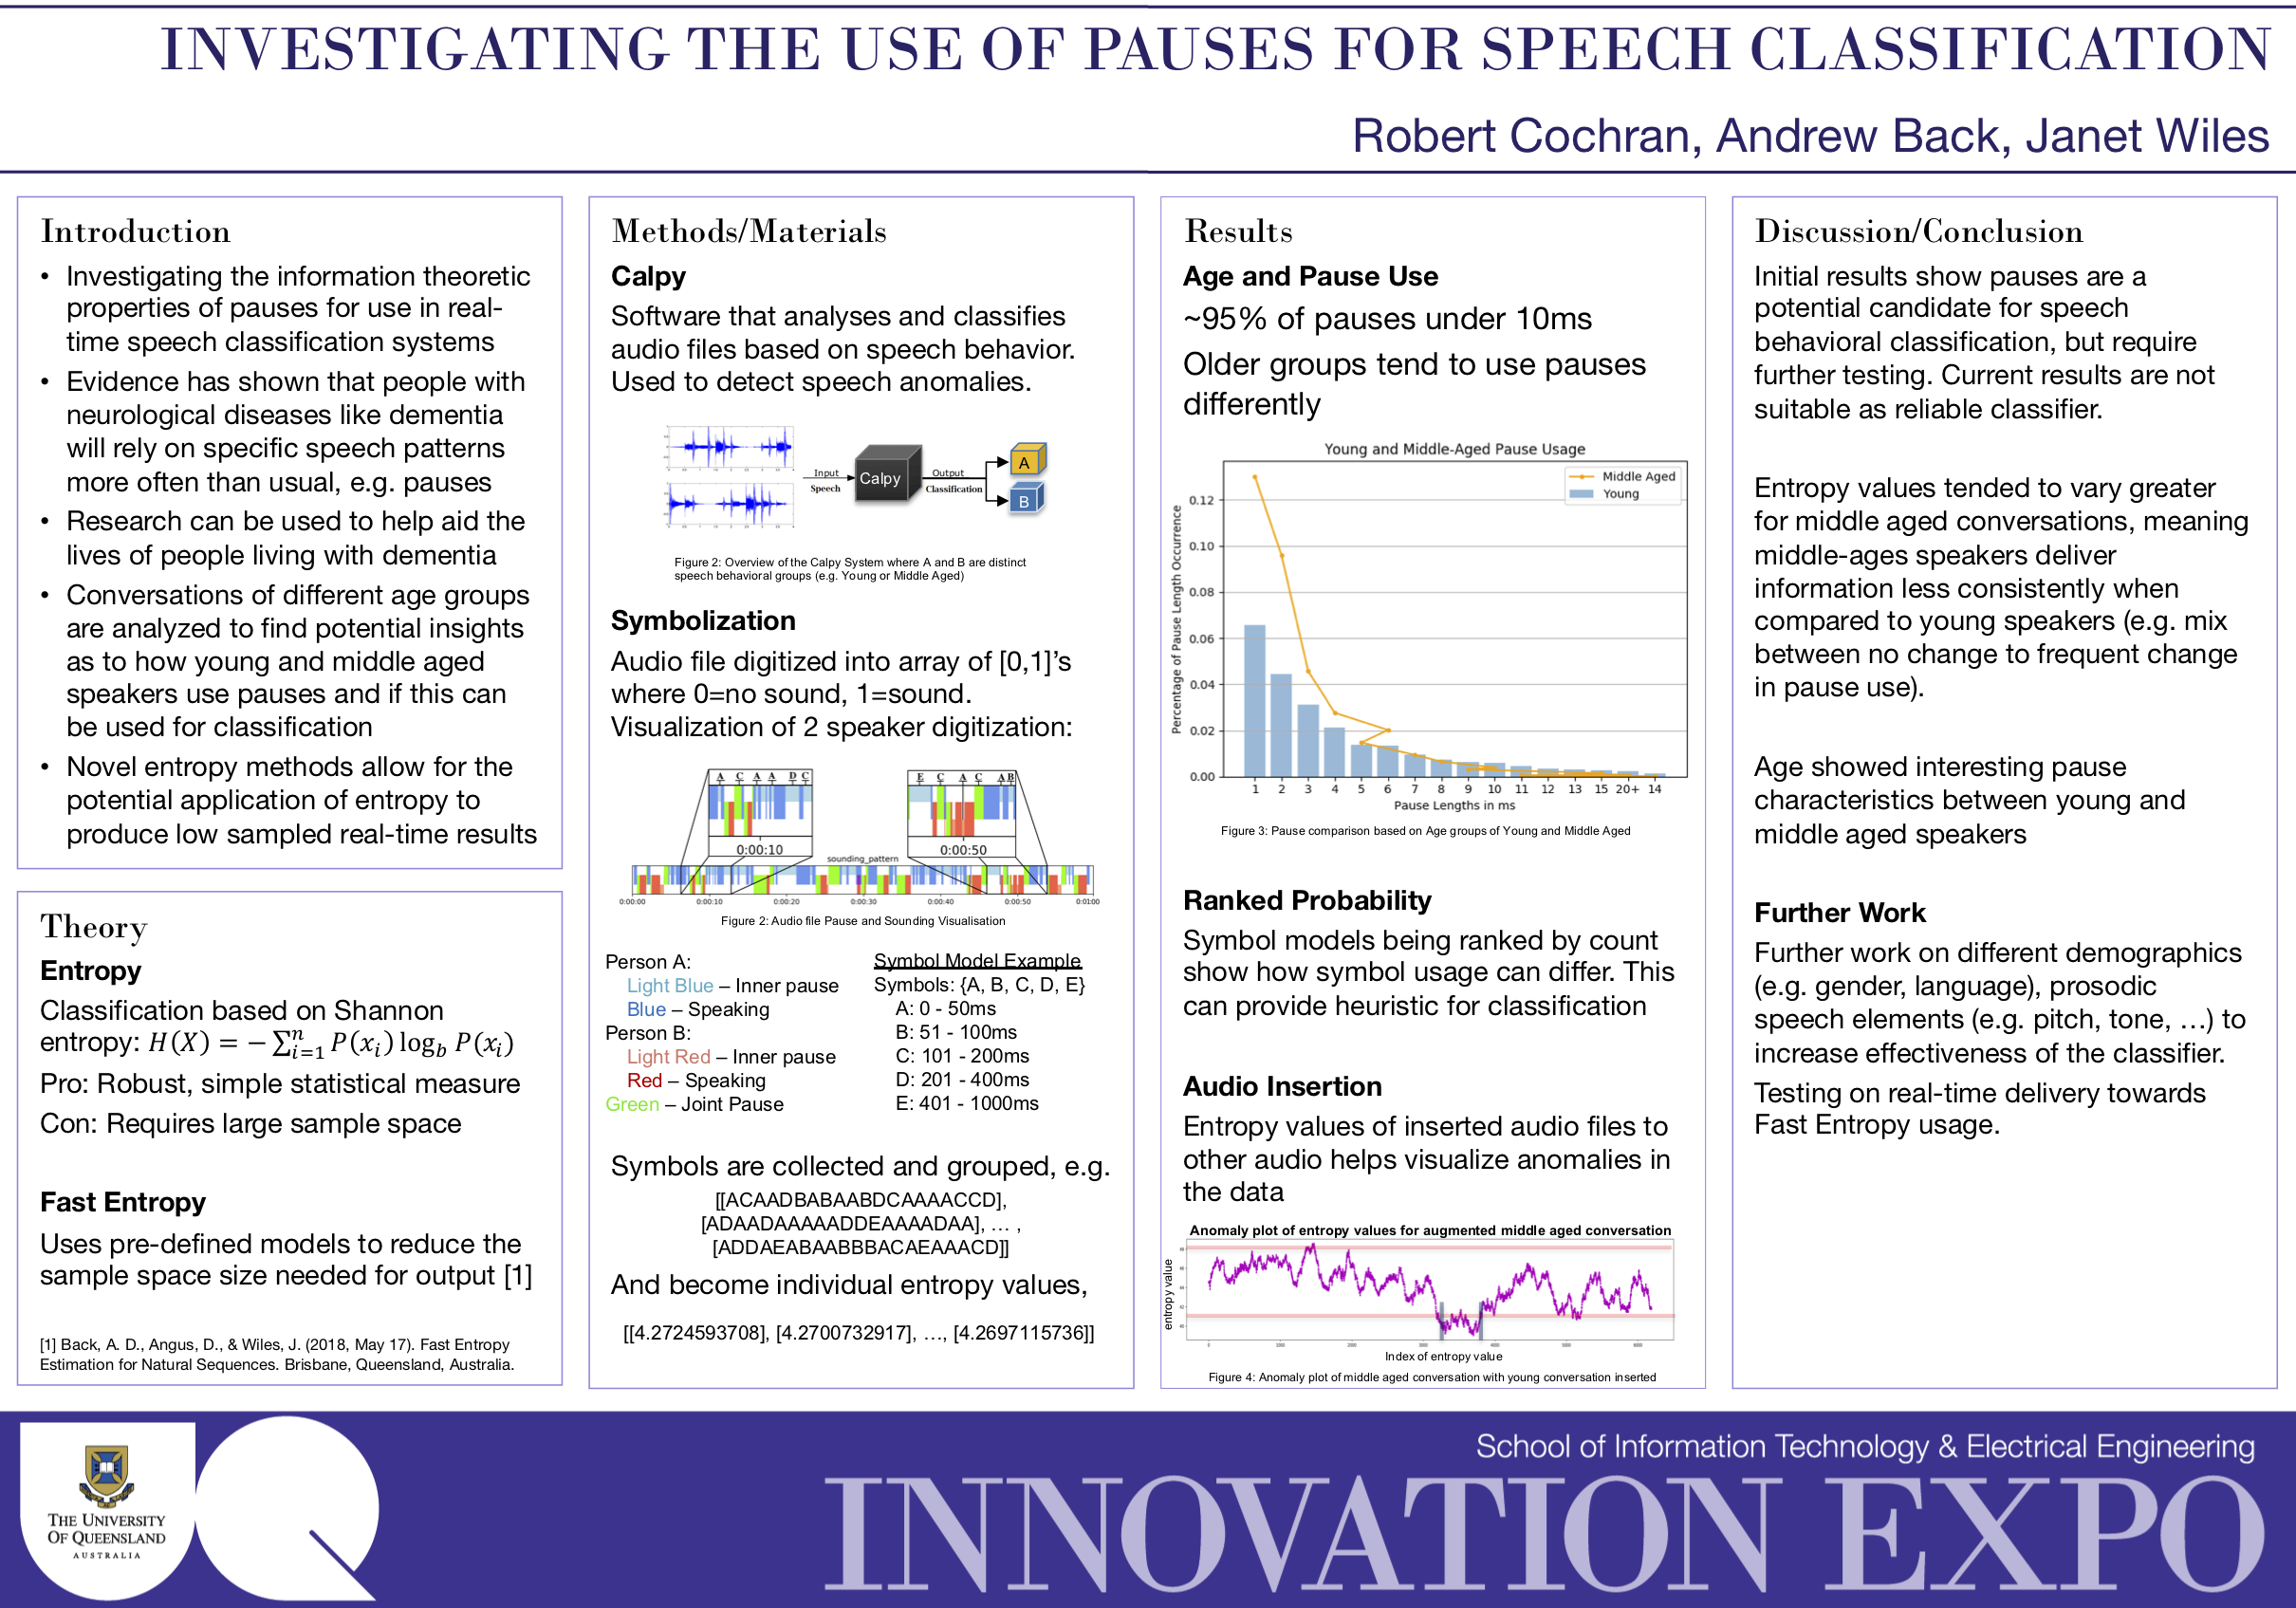 INVESTIGATING THE USE OF PAUSES FOR SPEECH CLASSIFICATION
Robert Cochran, Andrew Back, Janet Wiles
Introduction
• Investigating the information theoretic
properties of pauses for use in real-
time speech classification systems
• Evidence has shown that people with
neurological diseases like dementia
will rely on specific speech patterns
more often than usual, e.g. pauses
• Research can be used to help aid the
lives of people living with dementia
• Conversations of different age groups
are analyzed to find potential insights
as to how young and middle aged
speakers use pauses and if this can
be used for classification
• Novel entropy methods allow for the
potential application of entropy to
produce low sampled real-time results
Theory
Entropy
Classification based on Shannon
entropy: H(X) = −∑ⁿᵢ₌₁ P(xᵢ) log_b P(xᵢ)
Pro: Robust, simple statistical measure
Con: Requires large sample space
Fast Entropy
Uses pre-defined models to reduce the
sample space size needed for output [1]
[1] Back, A. D., Angus, D., & Wiles, J. (2018, May 17). Fast Entropy
Estimation for Natural Sequences. Brisbane, Queensland, Australia.
Methods/Materials
Calpy
Software that analyses and classifies
audio files based on speech behavior.
Used to detect speech anomalies.
Input
Speech
Calpy
Output
Classification
A
B
Figure 2: Overview of the Calpy System where A and B are distinct
speech behavioral groups (e.g. Young or Middle Aged)
Symbolization
Audio file digitized into array of [0,1]'s
where 0=no sound, 1=sound.
Visualization of 2 speaker digitization:
A C A A D C
E C A C A B
0:00:10
0:00:50
sounding_pattern
0:00:00 0:00:10 0:00:20 0:00:30 0:00:40 0:00:50 0:01:00
Figure 2: Audio file Pause and Sounding Visualisation
Person A:
Light Blue – Inner pause
Blue – Speaking
Person B:
Light Red – Inner pause
Red – Speaking
Green – Joint Pause
Symbol Model Example
Symbols: {A, B, C, D, E}
A: 0 - 50ms
B: 51 - 100ms
C: 101 - 200ms
D: 201 - 400ms
E: 401 - 1000ms
Symbols are collected and grouped, e.g.
[[ACAADBABAABDCAAAACCD],
[ADAADAAAAADDEAAAADAA], … ,
[ADDAEABAABBBACAEAAACD]]
And become individual entropy values,
[[4.2724593708], [4.2700732917], …, [4.2697115736]]
Results
Age and Pause Use
~95% of pauses under 10ms
Older groups tend to use pauses
differently
Young and Middle-Aged Pause Usage
Middle Aged
Young
Percentage of Pause Length Occurrence
0.12
0.10
0.08
0.06
0.04
0.02
0.00
1 2 3 4 5 6 7 8 9 10 11 12 13 15 20+ 14
Pause Lengths in ms
Figure 3: Pause comparison based on Age groups of Young and Middle Aged
Ranked Probability
Symbol models being ranked by count
show how symbol usage can differ. This
can provide heuristic for classification
Audio Insertion
Entropy values of inserted audio files to
other audio helps visualize anomalies in
the data
Anomaly plot of entropy values for augmented middle aged conversation
entropy value
Index of entropy value
Figure 4: Anomaly plot of middle aged conversation with young conversation inserted
Discussion/Conclusion
Initial results show pauses are a
potential candidate for speech
behavioral classification, but require
further testing. Current results are not
suitable as reliable classifier.
Entropy values tended to vary greater
for middle aged conversations, meaning
middle-ages speakers deliver
information less consistently when
compared to young speakers (e.g. mix
between no change to frequent change
in pause use).
Age showed interesting pause
characteristics between young and
middle aged speakers
Further Work
Further work on different demographics
(e.g. gender, language), prosodic
speech elements (e.g. pitch, tone, …) to
increase effectiveness of the classifier.
Testing on real-time delivery towards
Fast Entropy usage.
THE UNIVERSITY
OF QUEENSLAND
AUSTRALIA
School of Information Technology & Electrical Engineering
INNOVATION EXPO